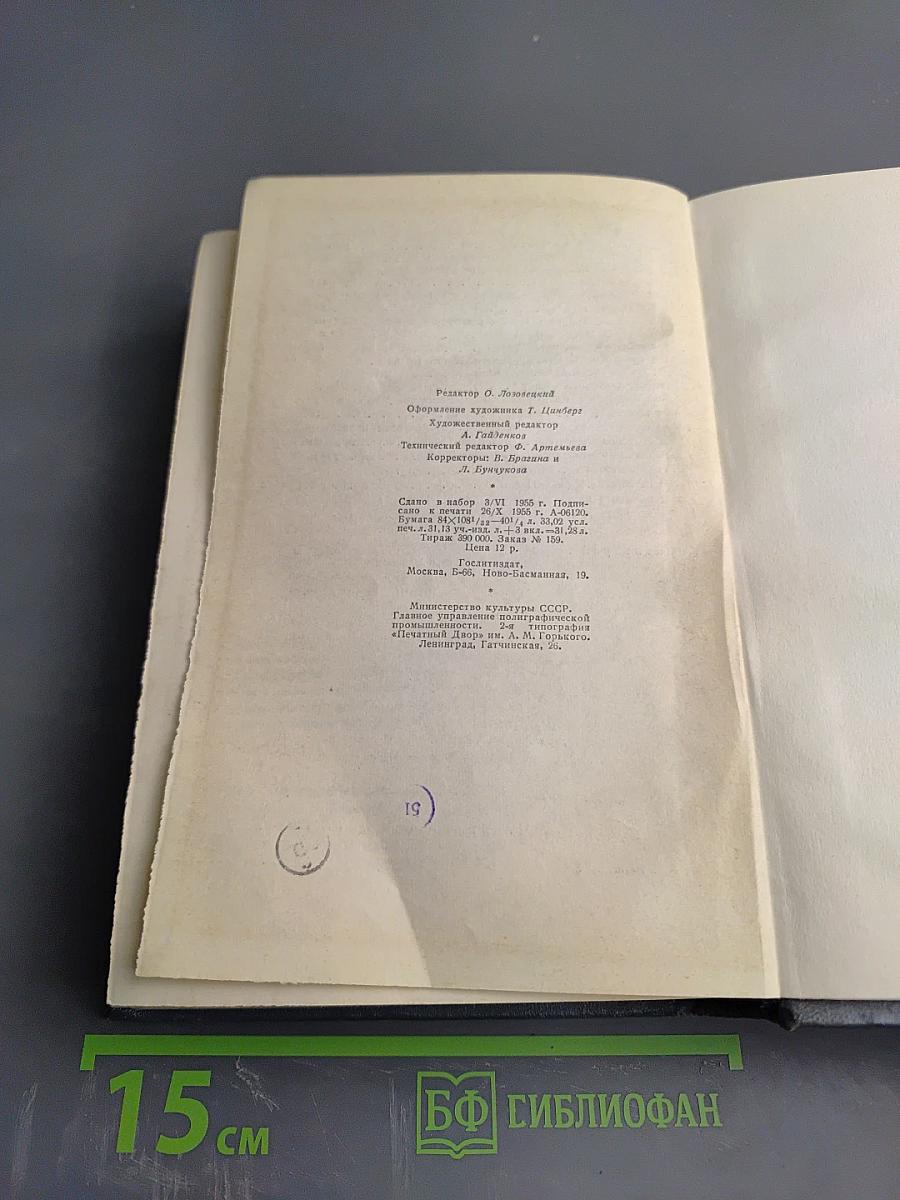 Редактор О. Лозовецкий
Оформление художника Т. Цинберг
Художественный редактор
А. Гайденков
Технический редактор Ф. Артемьева
Корректоры: В. Брагина и
Л. Бунчукова
*
Сдано в набор 3/VI 1955 г. Подпи-
сано к печати 26/X 1955 г. А-06120.
Бумага 84×108¹/₃₂—40¹/₄ л. 33,02 усл.
печ. л. 31,13 уч.-изд. л.+3 вкл.=31,28 л.
Тираж 390 000. Заказ № 159.
Цена 12 р.
Гослитиздат,
Москва, Б-66, Ново-Басманная, 19.
*
Министерство культуры СССР.
Главное управление полиграфической
промышленности. 2-я типография
«Печатный Двор» им. А. М. Горького.
Ленинград, Гатчинская, 26.
51
15 см
БФ ГИБЛИОФАН